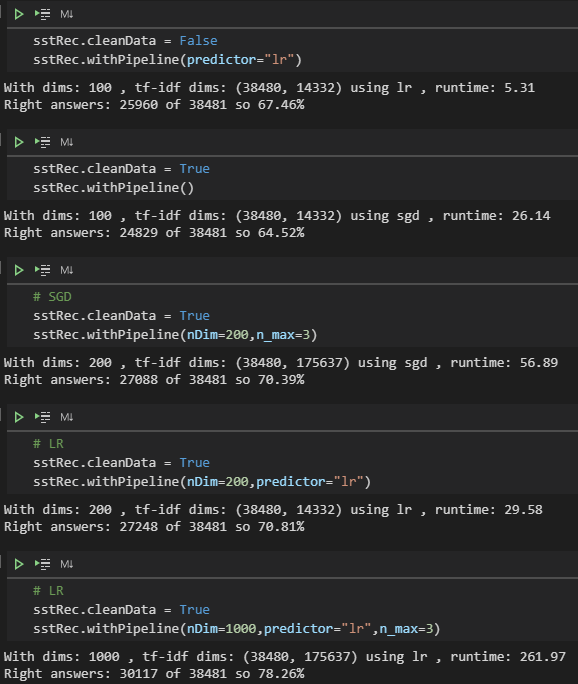 M↓
sstRec.cleanData = False
sstRec.withPipeline(predictor="lr")
With dims: 100 , tf-idf dims: (38480, 14332) using lr , runtime: 5.31
Right answers: 25960 of 38481 so 67.46%
M↓
sstRec.cleanData = True
sstRec.withPipeline()
With dims: 100 , tf-idf dims: (38480, 14332) using sgd , runtime: 26.14
Right answers: 24829 of 38481 so 64.52%
M↓
# SGD
sstRec.cleanData = True
sstRec.withPipeline(nDim=200,n_max=3)
With dims: 200 , tf-idf dims: (38480, 175637) using sgd , runtime: 56.89
Right answers: 27088 of 38481 so 70.39%
M↓
# LR
sstRec.cleanData = True
sstRec.withPipeline(nDim=200,predictor="lr")
With dims: 200 , tf-idf dims: (38480, 14332) using lr , runtime: 29.58
Right answers: 27248 of 38481 so 70.81%
M↓
# LR
sstRec.cleanData = True
sstRec.withPipeline(nDim=1000,predictor="lr",n_max=3)
With dims: 1000 , tf-idf dims: (38480, 175637) using lr , runtime: 261.97
Right answers: 30117 of 38481 so 78.26%